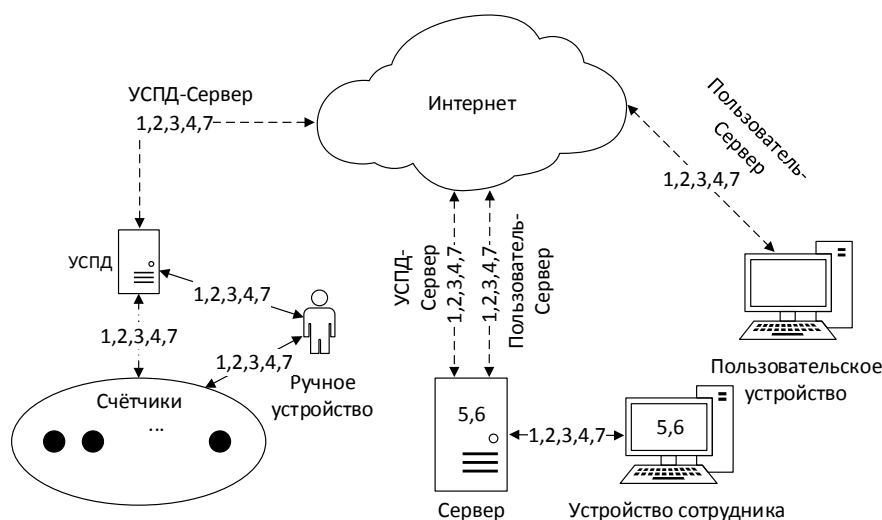 УСПД-Сервер
1,2,3,4,7
Интернет
Пользователь-
Сервер
1,2,3,4,7
УСПД
1,2,3,4,7
1,2,3,4,7
1,2,3,4,7
Ручное
устройство
Счётчики
...
УСПД-
Сервер
1,2,3,4,7
1,2,3,4,7
Пользователь-
Сервер
Пользовательское
устройство
5,6
1,2,3,4,7
5,6
Сервер
Устройство сотрудника